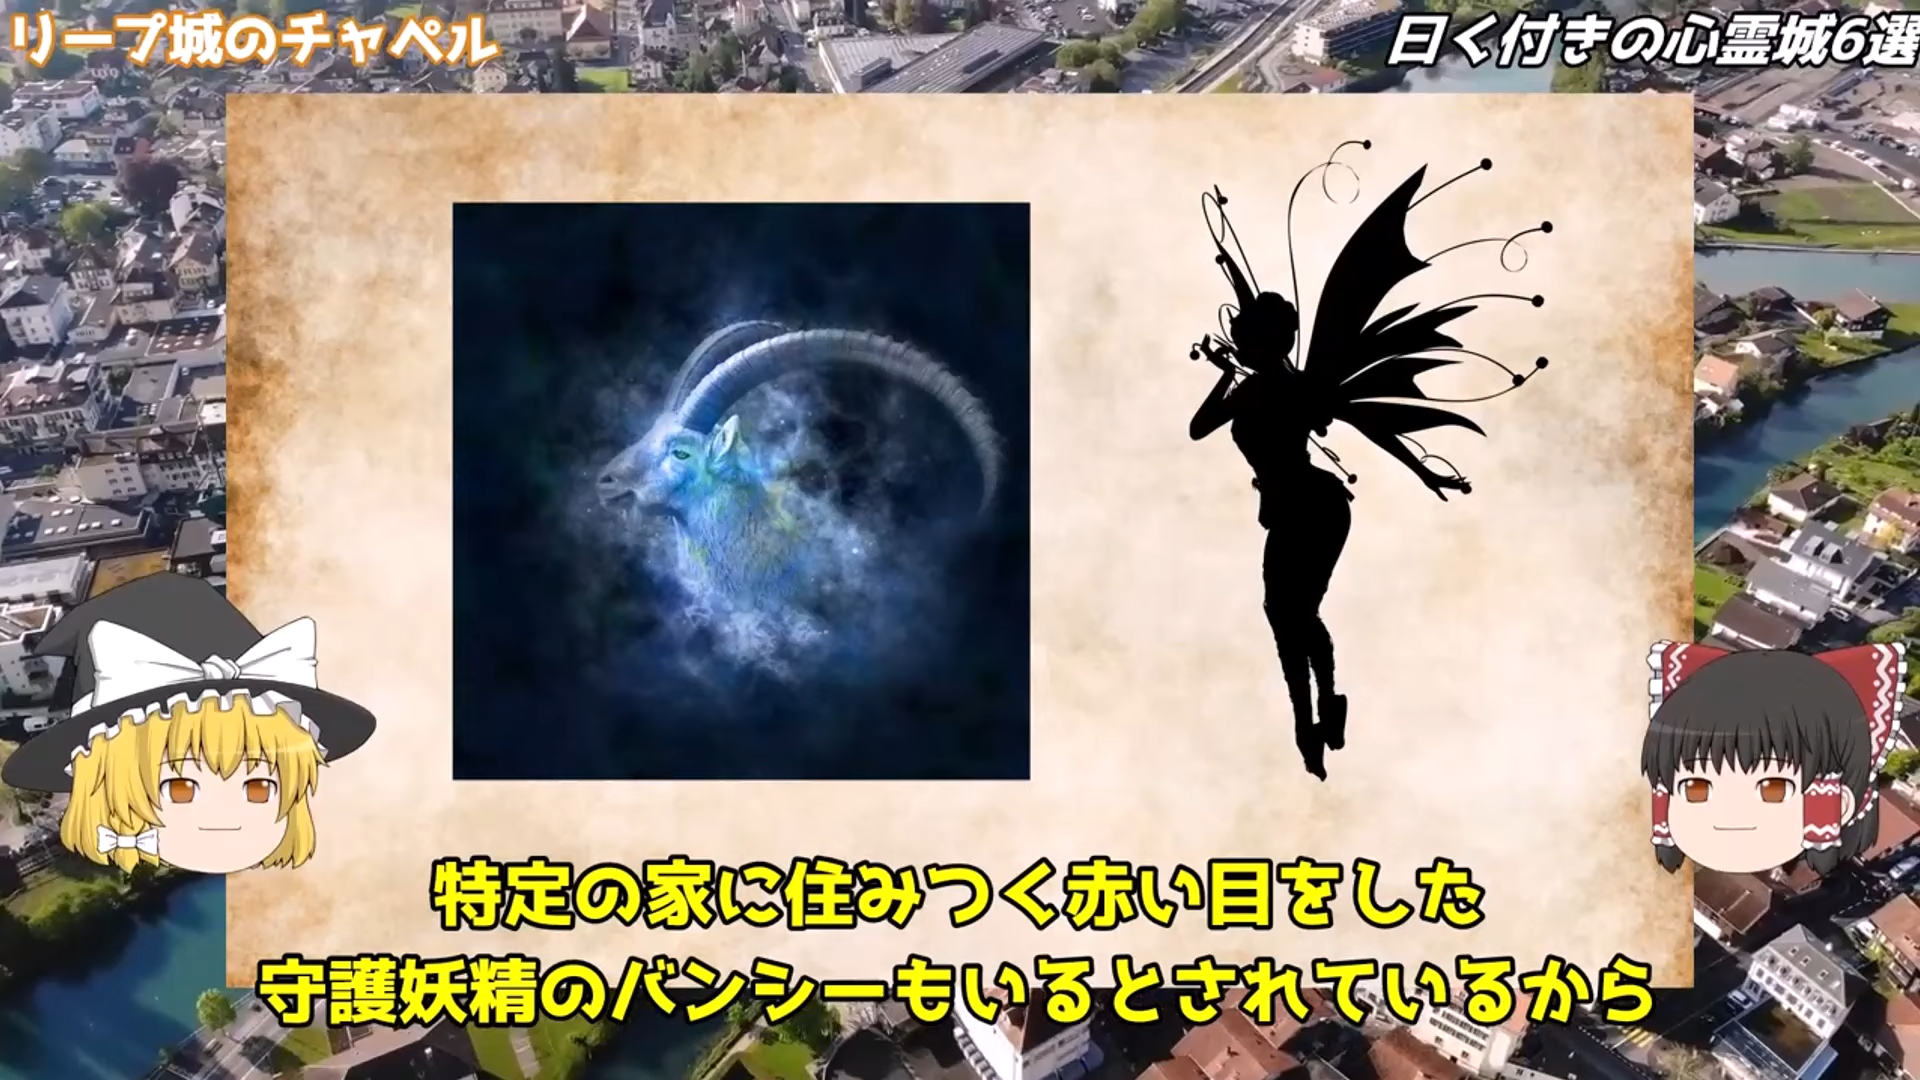 リープ城のチャペル
曰く付きの心霊城6選
特定の家に住みつく赤い目をした
守護妖精のバンシーもいるとされているから